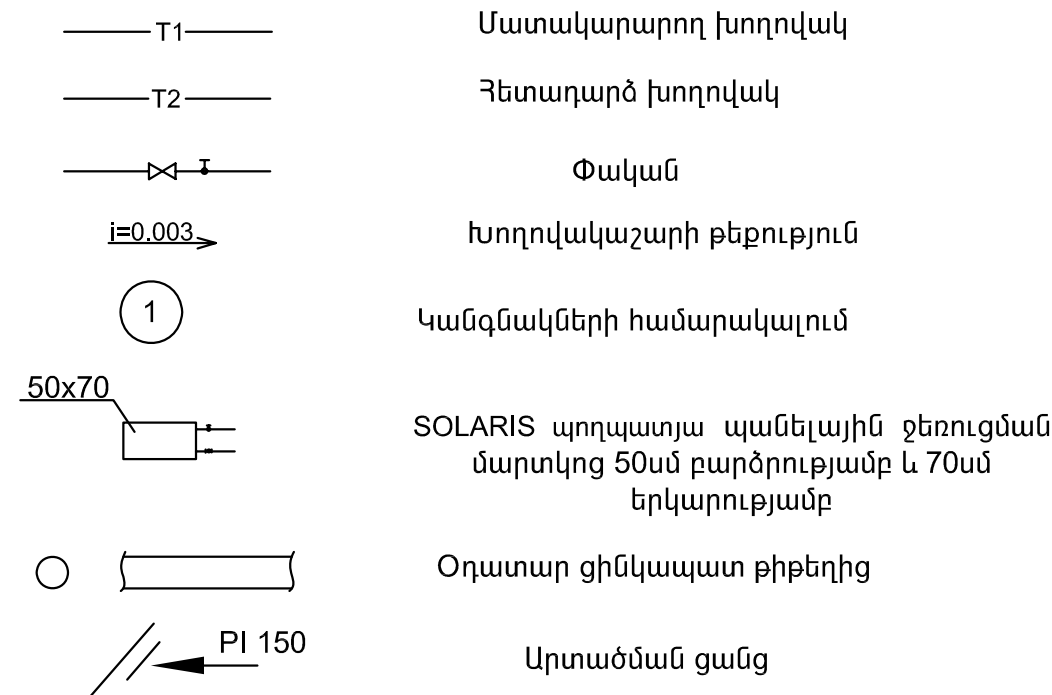 T1 Մատակարարող խողովակ
T2 Հետադարձ խողովակ
Փական
i=0.003 Խողովակաշարի թեքություն
1 Կանգնակների համարակալում
50x70
SOLARIS պողպատյա պանելային ջեռուցման
մարտկոց 50սմ բարձրությամբ և 70սմ
երկարությամբ
Օդատար ցինկապատ թիթեղից
PI 150 Արտածման ցանց